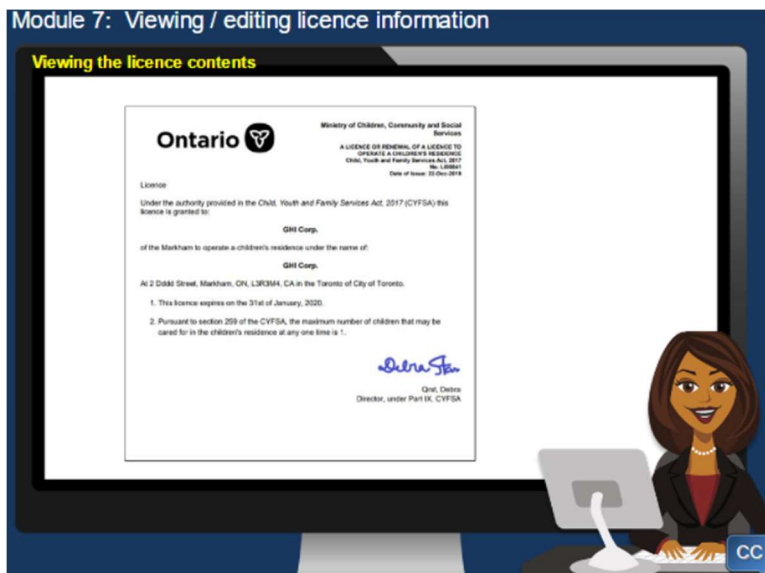 Module 7: Viewing / editing licence information
Viewing the licence contents
Ontario
Ministry of Children, Community and Social
Services
A LICENCE OR RENEWAL OF A LICENCE TO
OPERATE A CHILDREN'S RESIDENCE
Child, Youth and Family Services Act, 2017
Date of Issue: 23-Dec-2019
Licence
Under the authority provided in the Child, Youth and Family Services Act, 2017 (CYFSA) this
licence is granted to:
GHI Corp.
of the Markham to operate a children's residence under the name of:
GHI Corp.
At 2 Dddd Street, Markham, ON, L3R3M4, CA in the Toronto of City of Toronto.
1. This licence expires on the 31st of January, 2020.
2. Pursuant to section 259 of the CYFSA, the maximum number of children that may be
cared for in the children's residence at any one time is 1.
Debra
Qrst, Debra
Director, under Part IX, CYFSA
CC